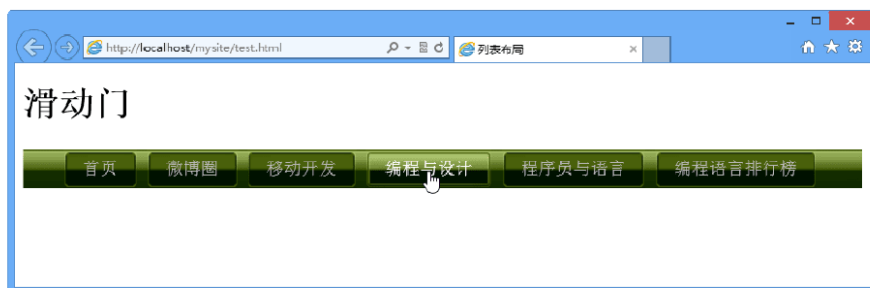 http://localhost/mysite/test.html
列表布局
滑动门
首页 微博圈 移动开发 编程与设计 程序员与语言 编程语言排行榜